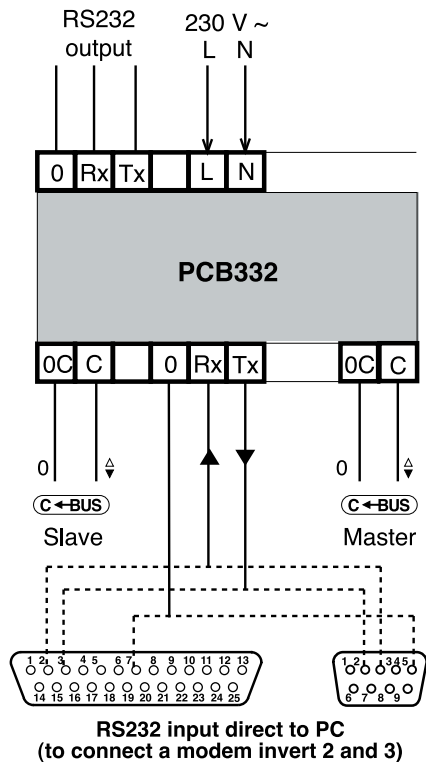 RS232 230 V ~
output L N
0 Rx Tx L N
PCB332
0C C 0 Rx Tx 0C C
0 0
C BUS C BUS
Slave Master
1 2 3 4 5 6 7 8 9 10 11 12 13 1 2 3 4 5
14 15 16 17 18 19 20 21 22 23 24 25 6 7 8 9
RS232 input direct to PC
(to connect a modem invert 2 and 3)